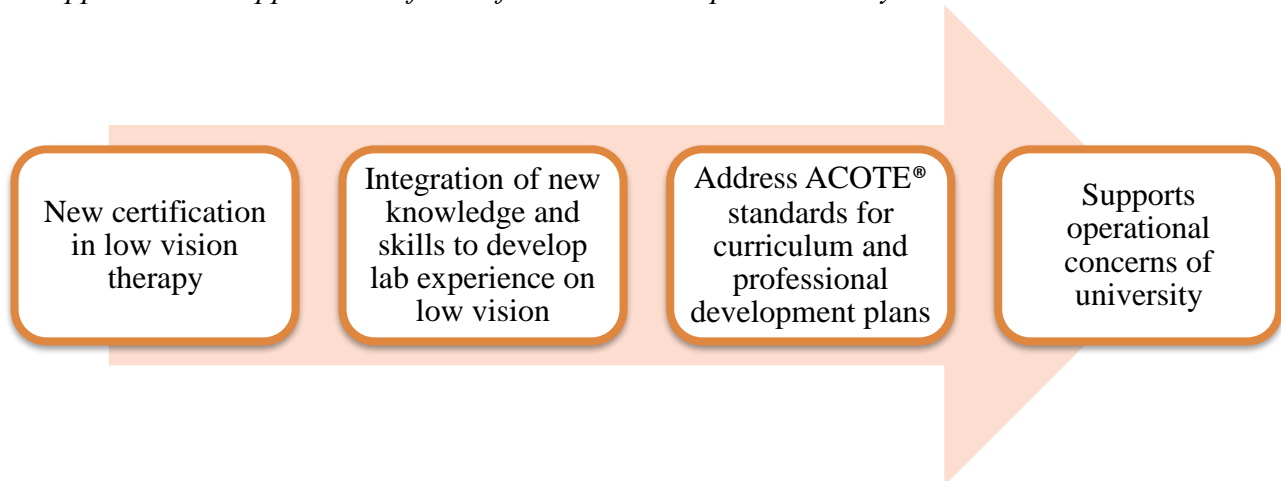 New certification
in low vision
therapy
Integration of new
knowledge and
skills to develop
lab experience on
low vision
Address ACOTE®
standards for
curriculum and
professional
development plans
Supports
operational
concerns of
university